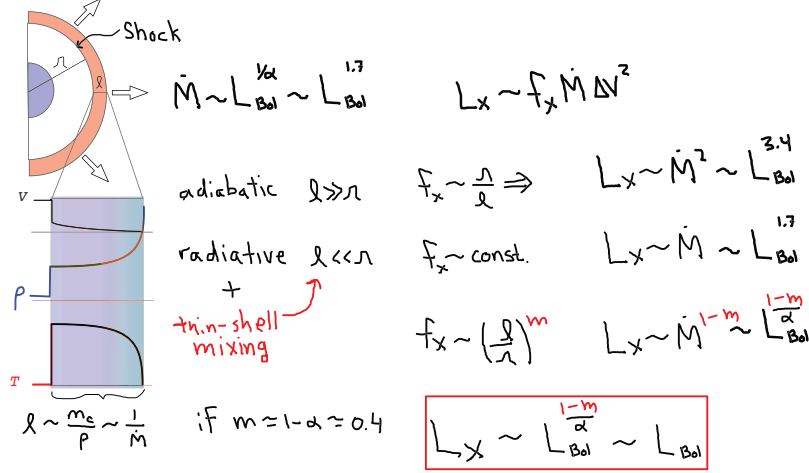 Shock
r
ℓ
Ṁ ~ L_Bol^{1/α} ~ L_Bol^{1.7}
L_X ~ f_X Ṁ ΔV²
adiabatic ℓ >> r
f_X ~ r/ℓ ⇒ L_X ~ Ṁ² ~ L_Bol^{3.4}
radiative ℓ << r
f_X ~ const. L_X ~ Ṁ ~ L_Bol^{1.7}
+
thin-shell
mixing
f_X ~ (ℓ/r)^m L_X ~ Ṁ^{1-m} ~ L_Bol^{(1-m)/α}
V
ρ
T
ℓ ~ m_c/ρ ~ 1/Ṁ
if m ≃ 1-α ≃ 0.4
L_X ~ L_Bol^{(1-m)/α} ~ L_Bol